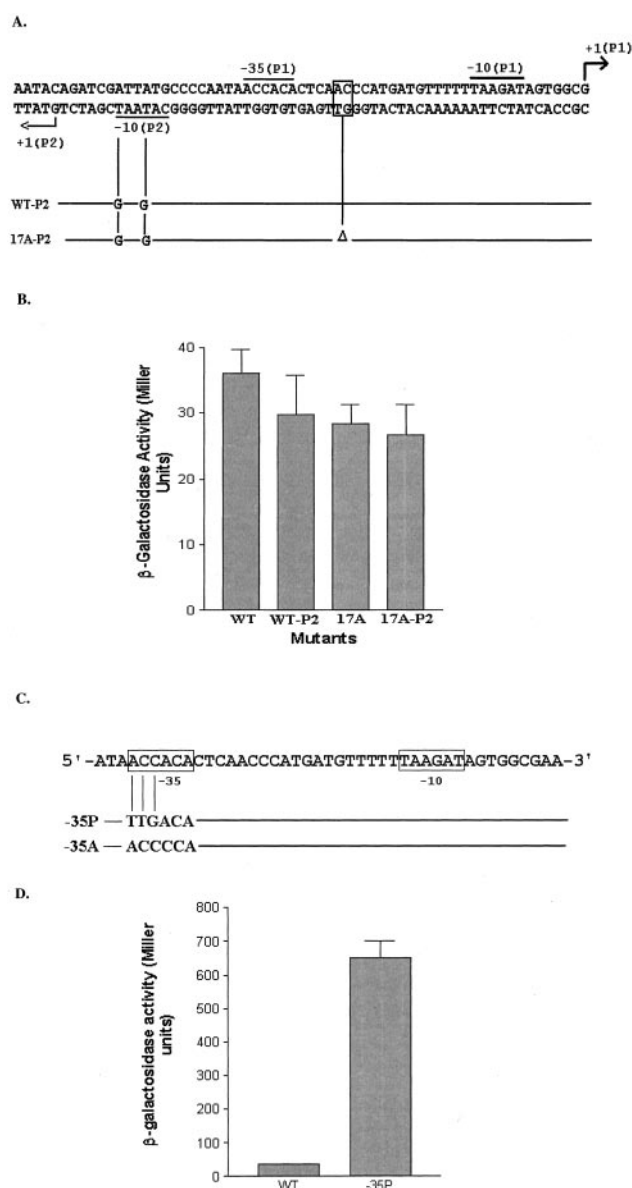 A.
-35(P1)
-10(P1)
+1(P1)
AATACAGATCGATTATGCCCCAATAACCACACTCAACCCATGATGTTTTTTAAGATAGTGGCG
TTATGTCTAGCTAATACGGGGTTATTGGTGTGAGTTGGGTACTACAAAAAATTCTATCACCGC
+1(P2)
-10(P2)
WT-P2 G G
17A-P2 G G Δ
B.
β-Galactosidase Activity (Miller Units)
40
30
20
10
0
WT WT-P2 17A 17A-P2
Mutants
C.
5'-ATAACCACACTCAACCCATGATGTTTTTTAAGATAGTGGCGAA-3'
-35 -10
-35P TTGACA
-35A ACCCCA
D.
β-galactosidase activity (Miller units)
800
700
600
500
400
300
200
100
0
WT -35P